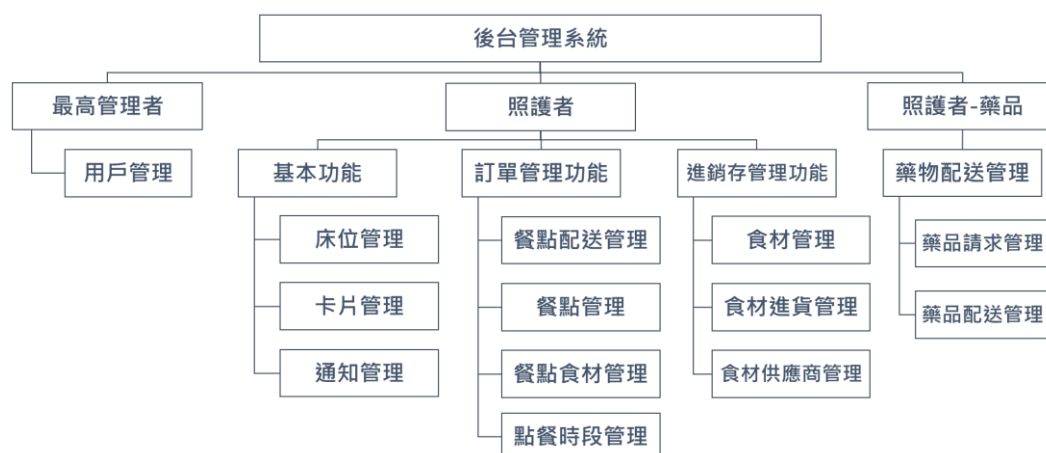 後台管理系統
最高管理者
照護者
照護者-藥品
用戶管理
基本功能
訂單管理功能
進銷存管理功能
藥物配送管理
床位管理
餐點配送管理
食材管理
藥品請求管理
卡片管理
餐點管理
食材進貨管理
藥品配送管理
通知管理
餐點食材管理
食材供應商管理
點餐時段管理